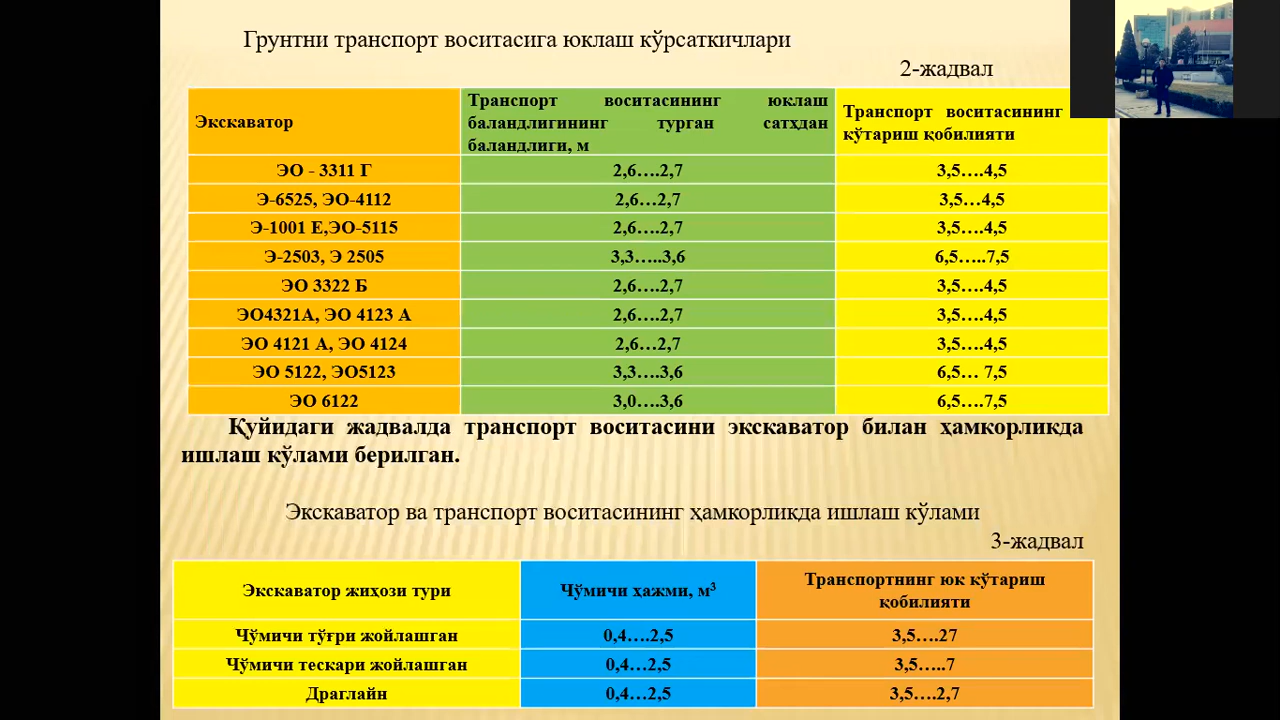 Грунтни транспорт воситасига юклаш кўрсаткичлари
2-жадвал
Экскаватор
Транспорт воситасининг юклаш
баландлигининг турган сатҳдан
баландлиги, м
Транспорт воситасининг
кўтариш қобилияти
ЭО - 3311 Г 2,6….2,7 3,5….4,5
Э-6525, ЭО-4112 2,6…2,7 3,5…4,5
Э-1001 Е,ЭО-5115 2,6….2,7 3,5….4,5
Э-2503, Э 2505 3,3…..3,6 6,5…..7,5
ЭО 3322 Б 2,6….2,7 3,5….4,5
ЭО4321А, ЭО 4123 А 2,6….2,7 3,5….4,5
ЭО 4121 А, ЭО 4124 2,6…2,7 3,5….4,5
ЭО 5122, ЭО5123 3,3….3,6 6,5… 7,5
ЭО 6122 3,0….3,6 6,5….7,5
Қуйидаги жадвалда транспорт воситасини экскаватор билан ҳамкорликда
ишлаш кўлами берилган.
Экскаватор ва транспорт воситасининг ҳамкорликда ишлаш кўлами
3-жадвал
Экскаватор жиҳози тури
Чўмичи ҳажми, м³
Транспортнинг юк кўтариш
қобилияти
Чўмичи тўғри жойлашган 0,4….2,5 3,5….27
Чўмичи тескари жойлашган 0,4…2,5 3,5…..7
Драглайн 0,4…2,5 3,5….2,7